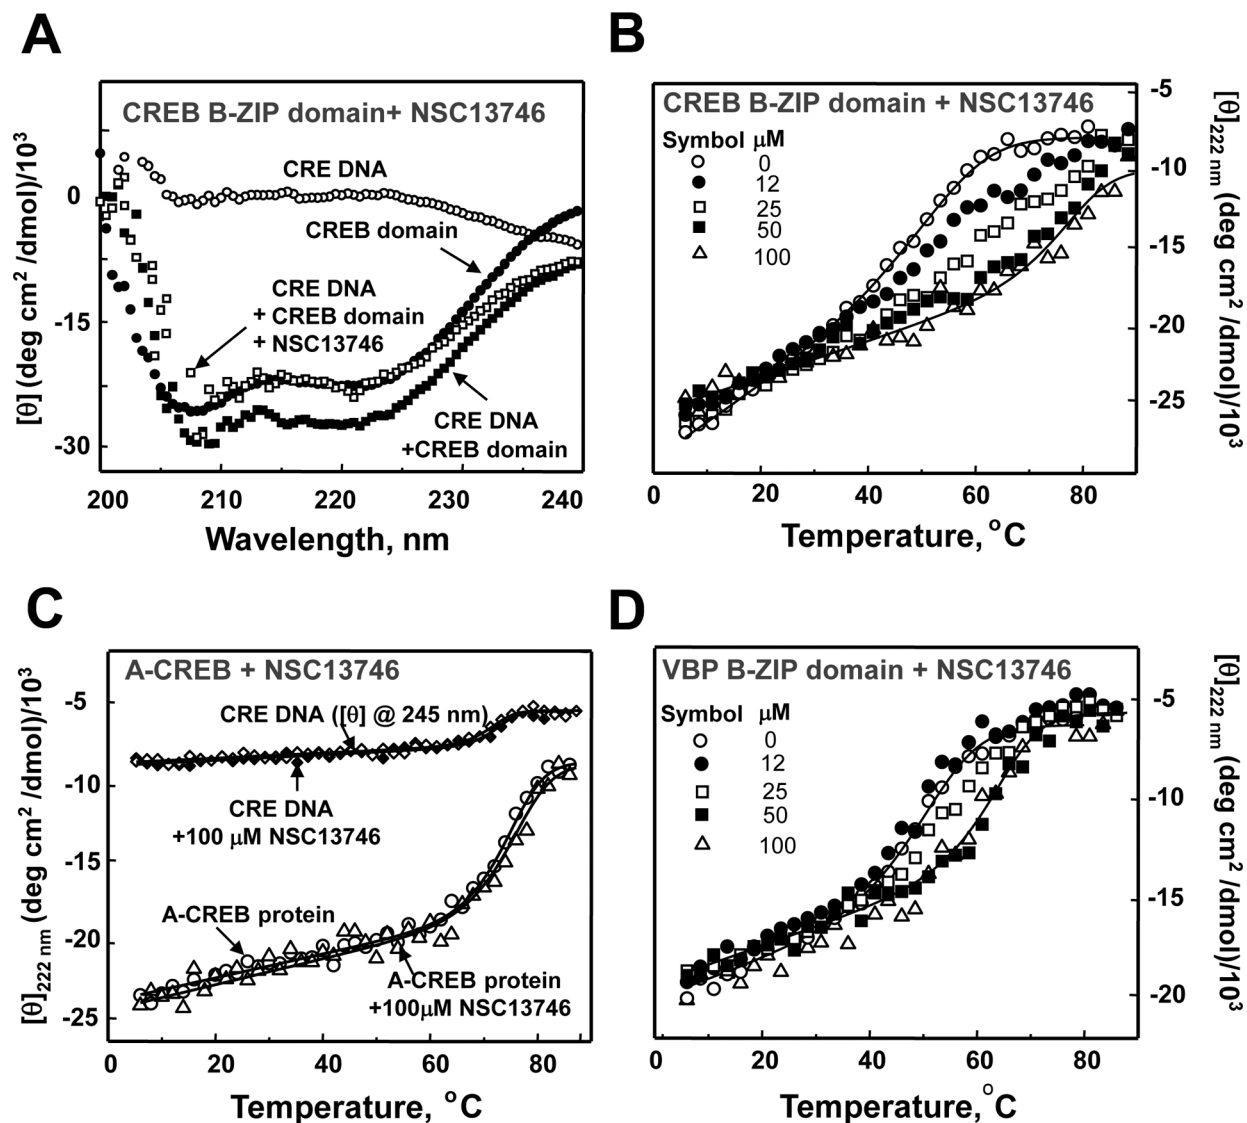 A
CREB B-ZIP domain+ NSC13746
CRE DNA
CREB domain
CRE DNA
+ CREB domain
+ NSC13746
CRE DNA
+CREB domain
0
-15
-30
[θ] (deg cm² /dmol)/10³
200 210 220 230 240
Wavelength, nm
B
CREB B-ZIP domain + NSC13746
Symbol μM
0
12
25
50
100
-5
-10
-15
-20
-25
[θ]222 nm (deg cm² /dmol)/10³
0 20 40 60 80
Temperature, °C
C
A-CREB + NSC13746
CRE DNA ([θ] @ 245 nm)
CRE DNA
+100 μM NSC13746
A-CREB protein
A-CREB protein
+100μM NSC13746
-5
-10
-15
-20
-25
[θ]222 nm (deg cm² /dmol)/10³
0 20 40 60 80
Temperature, °C
D
VBP B-ZIP domain + NSC13746
Symbol μM
0
12
25
50
100
-5
-10
-15
-20
[θ]222 nm (deg cm² /dmol)/10³
0 20 40 60 80
Temperature,°C